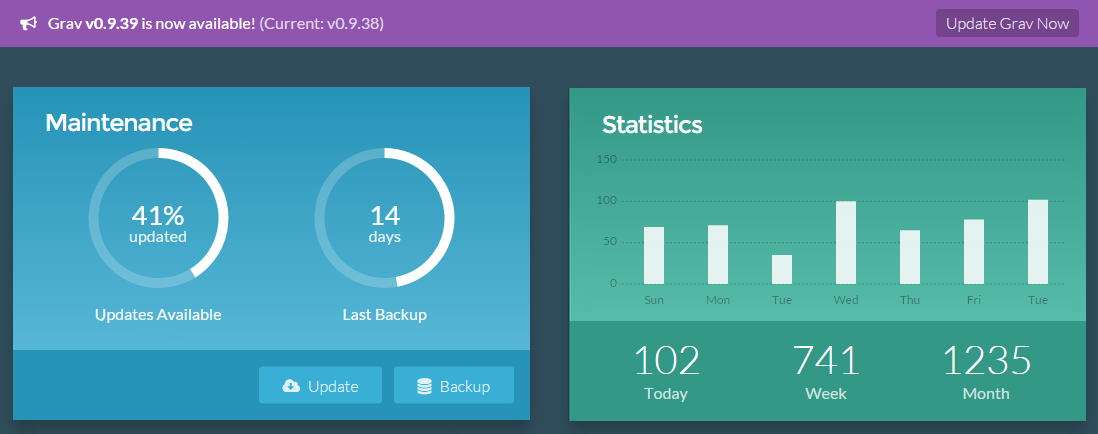 Grav v0.9.39 is now available! (Current: v0.9.38)
Update Grav Now
Maintenance
41%
updated
Updates Available
14
days
Last Backup
Update
Backup
Statistics
150
100
50
0
Sun Mon Tue Wed Thu Fri Tue
102
Today
741
Week
1235
Month